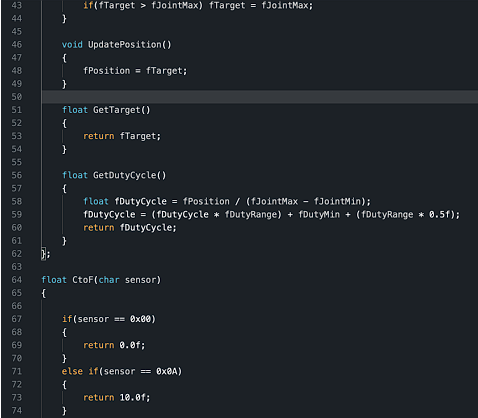 43 if(fTarget > fJointMax) fTarget = fJointMax;
44 }
45
46 void UpdatePosition()
47 {
48 fPosition = fTarget;
49 }
50
51 float GetTarget()
52 {
53 return fTarget;
54 }
55
56 float GetDutyCycle()
57 {
58 float fDutyCycle = fPosition / (fJointMax - fJointMin);
59 fDutyCycle = (fDutyCycle * fDutyRange) + fDutyMin + (fDutyRange * 0.5f);
60 return fDutyCycle;
61 }
62 };
63
64 float CtoF(char sensor)
65 {
66
67 if(sensor == 0x00)
68 {
69 return 0.0f;
70 }
71 else if(sensor == 0x0A)
72 {
73 return 10.0f;
74 }